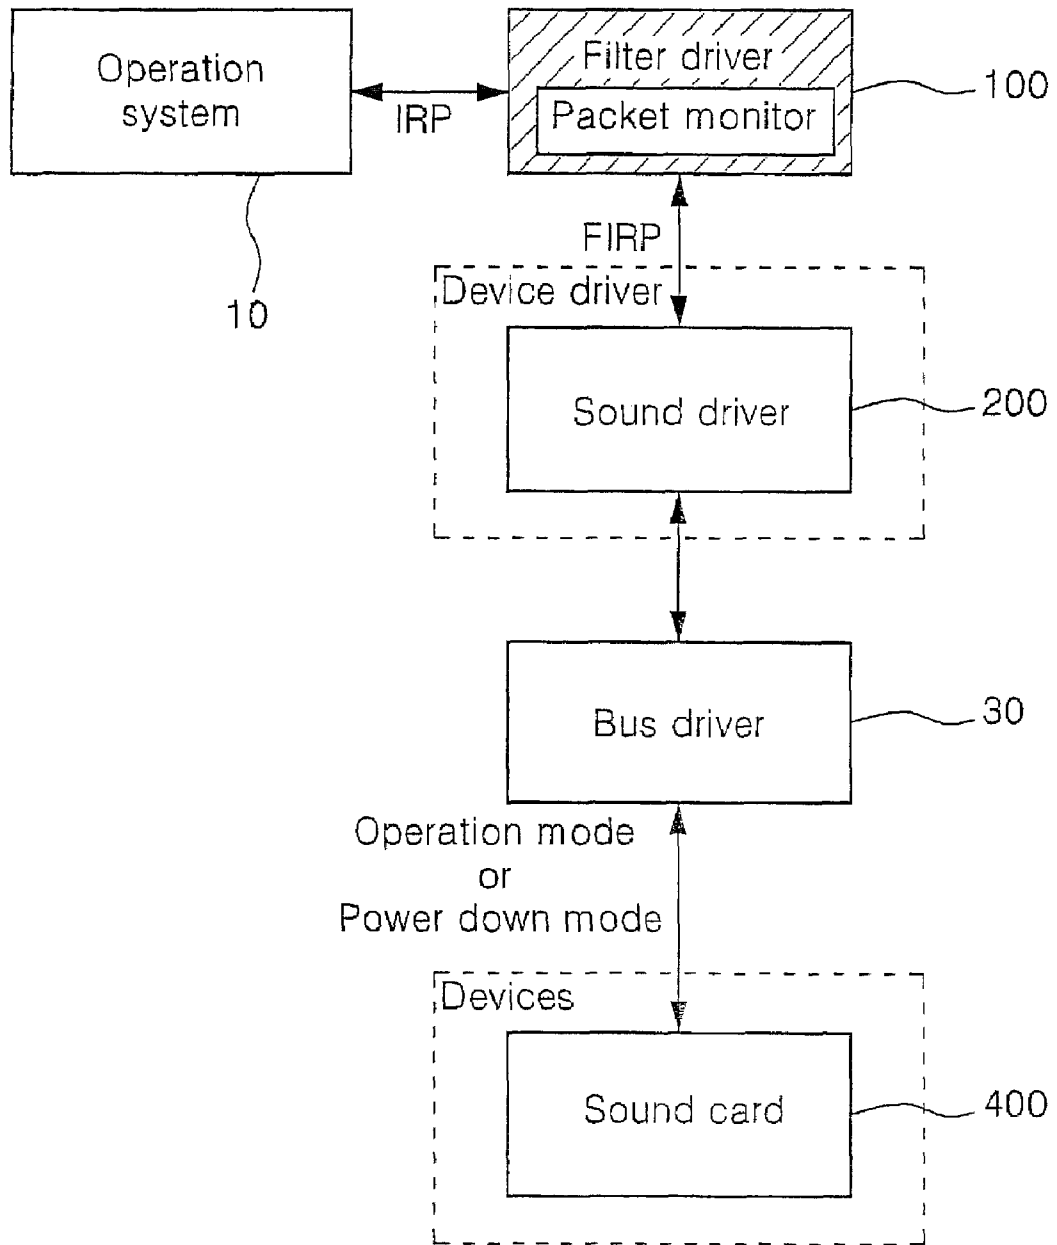 Operation
system
IRP
Filter driver
Packet monitor
100
10
FIRP
Device driver
Sound driver
200
Bus driver
30
Operation mode
or
Power down mode
Devices
Sound card
400